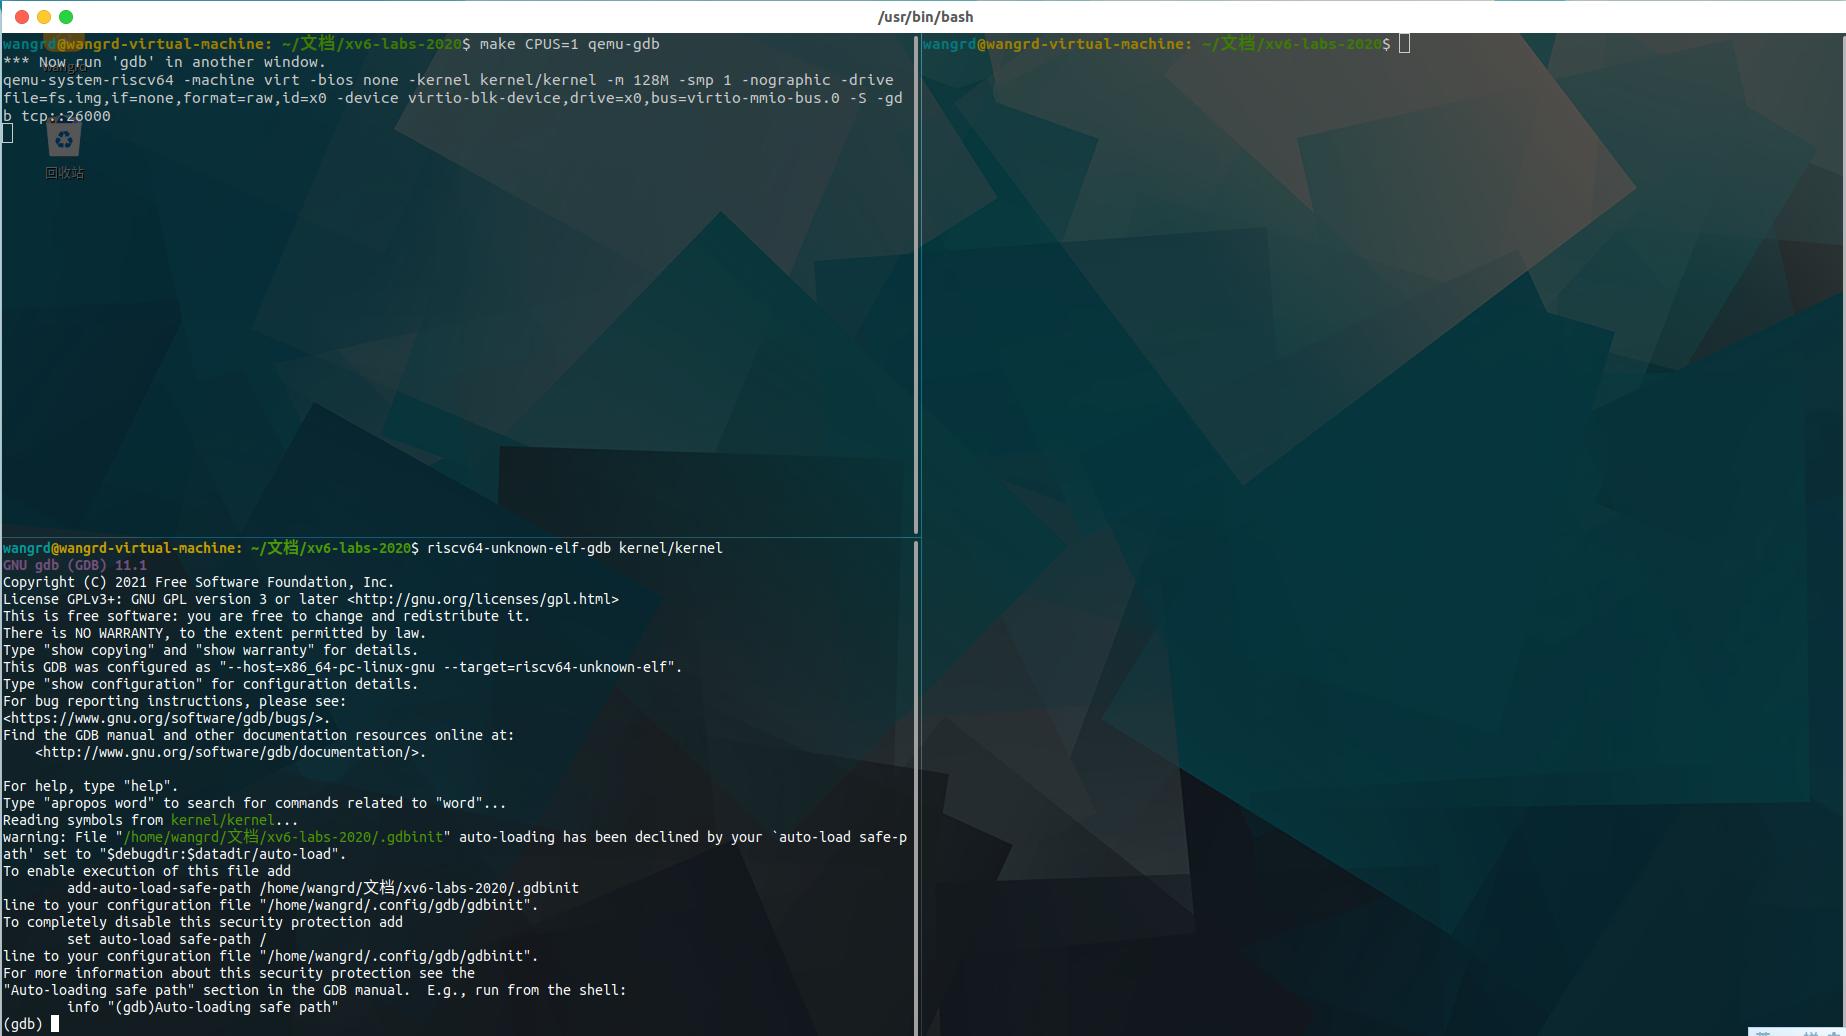 /usr/bin/bash
wangrd@wangrd-virtual-machine: ~/文档/xv6-labs-2020$ make CPUS=1 qemu-gdb
*** Now run 'gdb' in another window.
qemu-system-riscv64 -machine virt -bios none -kernel kernel/kernel -m 128M -smp 1 -nographic -drive
file=fs.img,if=none,format=raw,id=x0 -device virtio-blk-device,drive=x0,bus=virtio-mmio-bus.0 -S -gd
b tcp::26000
wangrd
回收站
wangrd@wangrd-virtual-machine: ~/文档/xv6-labs-2020$
wangrd@wangrd-virtual-machine: ~/文档/xv6-labs-2020$ riscv64-unknown-elf-gdb kernel/kernel
GNU gdb (GDB) 11.1
Copyright (C) 2021 Free Software Foundation, Inc.
License GPLv3+: GNU GPL version 3 or later <http://gnu.org/licenses/gpl.html>
This is free software: you are free to change and redistribute it.
There is NO WARRANTY, to the extent permitted by law.
Type "show copying" and "show warranty" for details.
This GDB was configured as "--host=x86_64-pc-linux-gnu --target=riscv64-unknown-elf".
Type "show configuration" for configuration details.
For bug reporting instructions, please see:
<https://www.gnu.org/software/gdb/bugs/>.
Find the GDB manual and other documentation resources online at:
    <http://www.gnu.org/software/gdb/documentation/>.
For help, type "help".
Type "apropos word" to search for commands related to "word"...
Reading symbols from kernel/kernel...
warning: File "/home/wangrd/文档/xv6-labs-2020/.gdbinit" auto-loading has been declined by your `auto-load safe-p
ath' set to "$debugdir:$datadir/auto-load".
To enable execution of this file add
        add-auto-load-safe-path /home/wangrd/文档/xv6-labs-2020/.gdbinit
line to your configuration file "/home/wangrd/.config/gdb/gdbinit".
To completely disable this security protection add
        set auto-load safe-path /
line to your configuration file "/home/wangrd/.config/gdb/gdbinit".
For more information about this security protection see the
"Auto-loading safe path" section in the GDB manual.  E.g., run from the shell:
        info "(gdb)Auto-loading safe path"
(gdb)